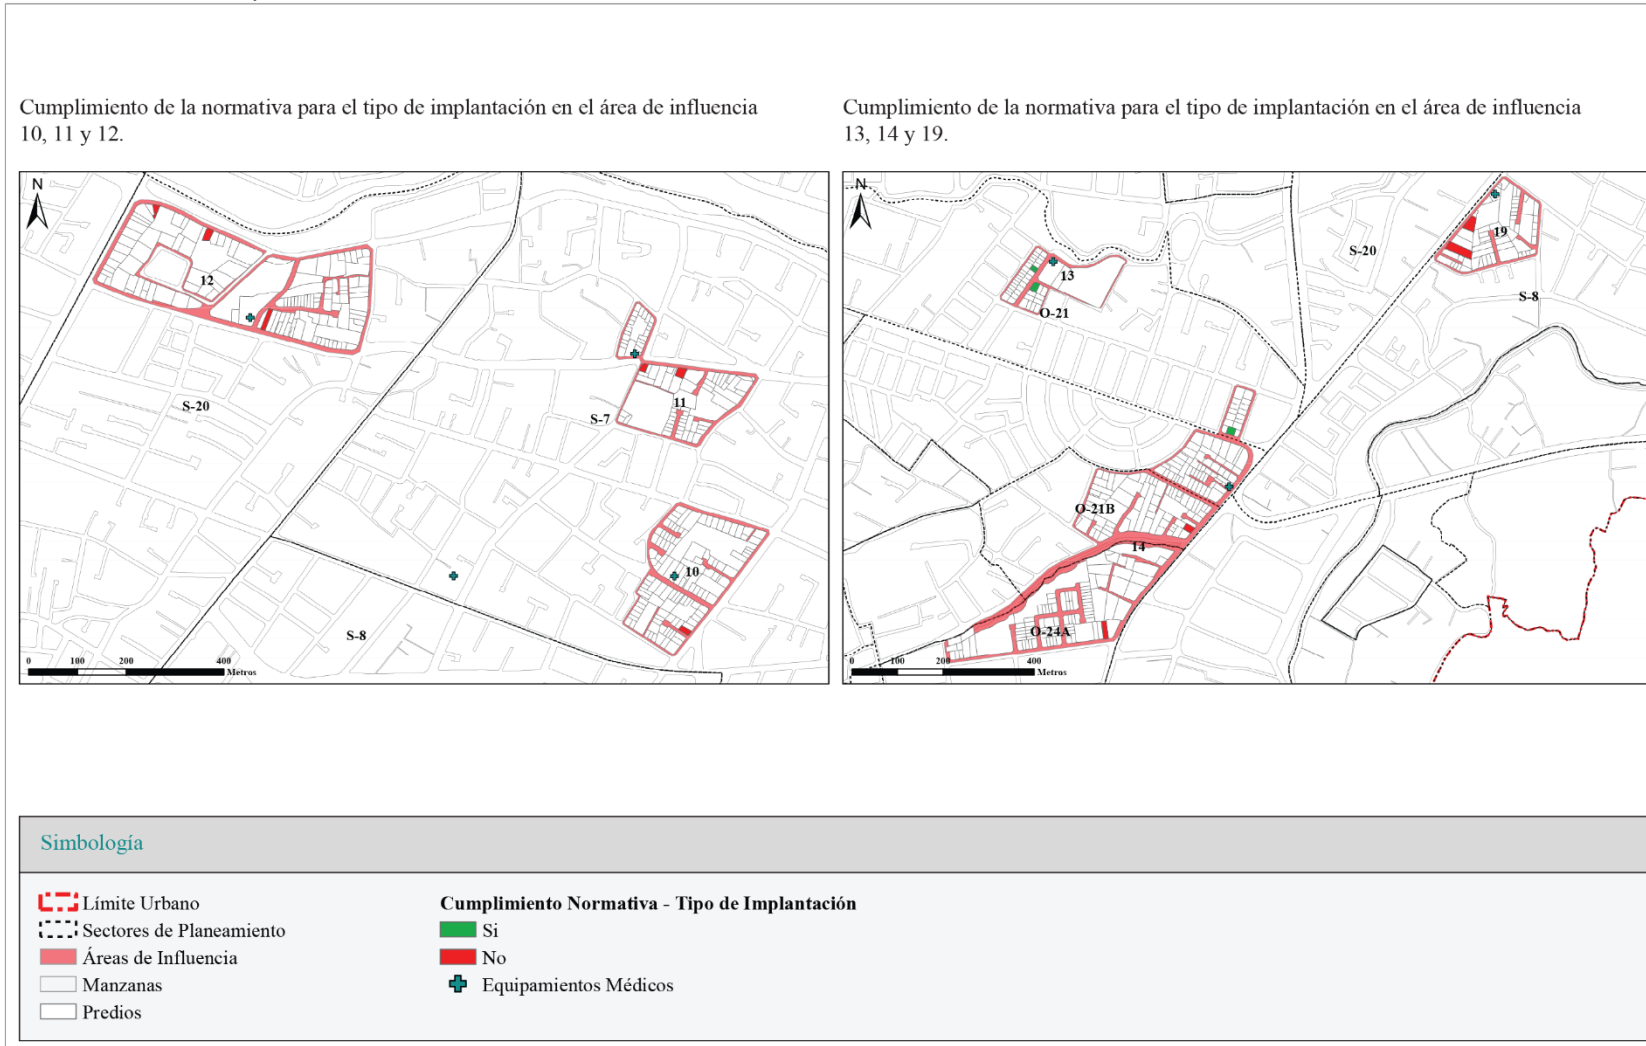 Cumplimiento de la normativa para el tipo de implantación en el área de influencia
10, 11 y 12.
N
12
S-20
11
S-7
10
S-8
0 100 200 400
Metros
Cumplimiento de la normativa para el tipo de implantación en el área de influencia
13, 14 y 19.
N
19
S-20
13
S-8
O-21
O-21B
14
O-24A
0 100 200 400
Metros
Simbología
Límite Urbano
Sectores de Planeamiento
Áreas de Influencia
Manzanas
Predios
Cumplimiento Normativa - Tipo de Implantación
Si
No
Equipamientos Médicos